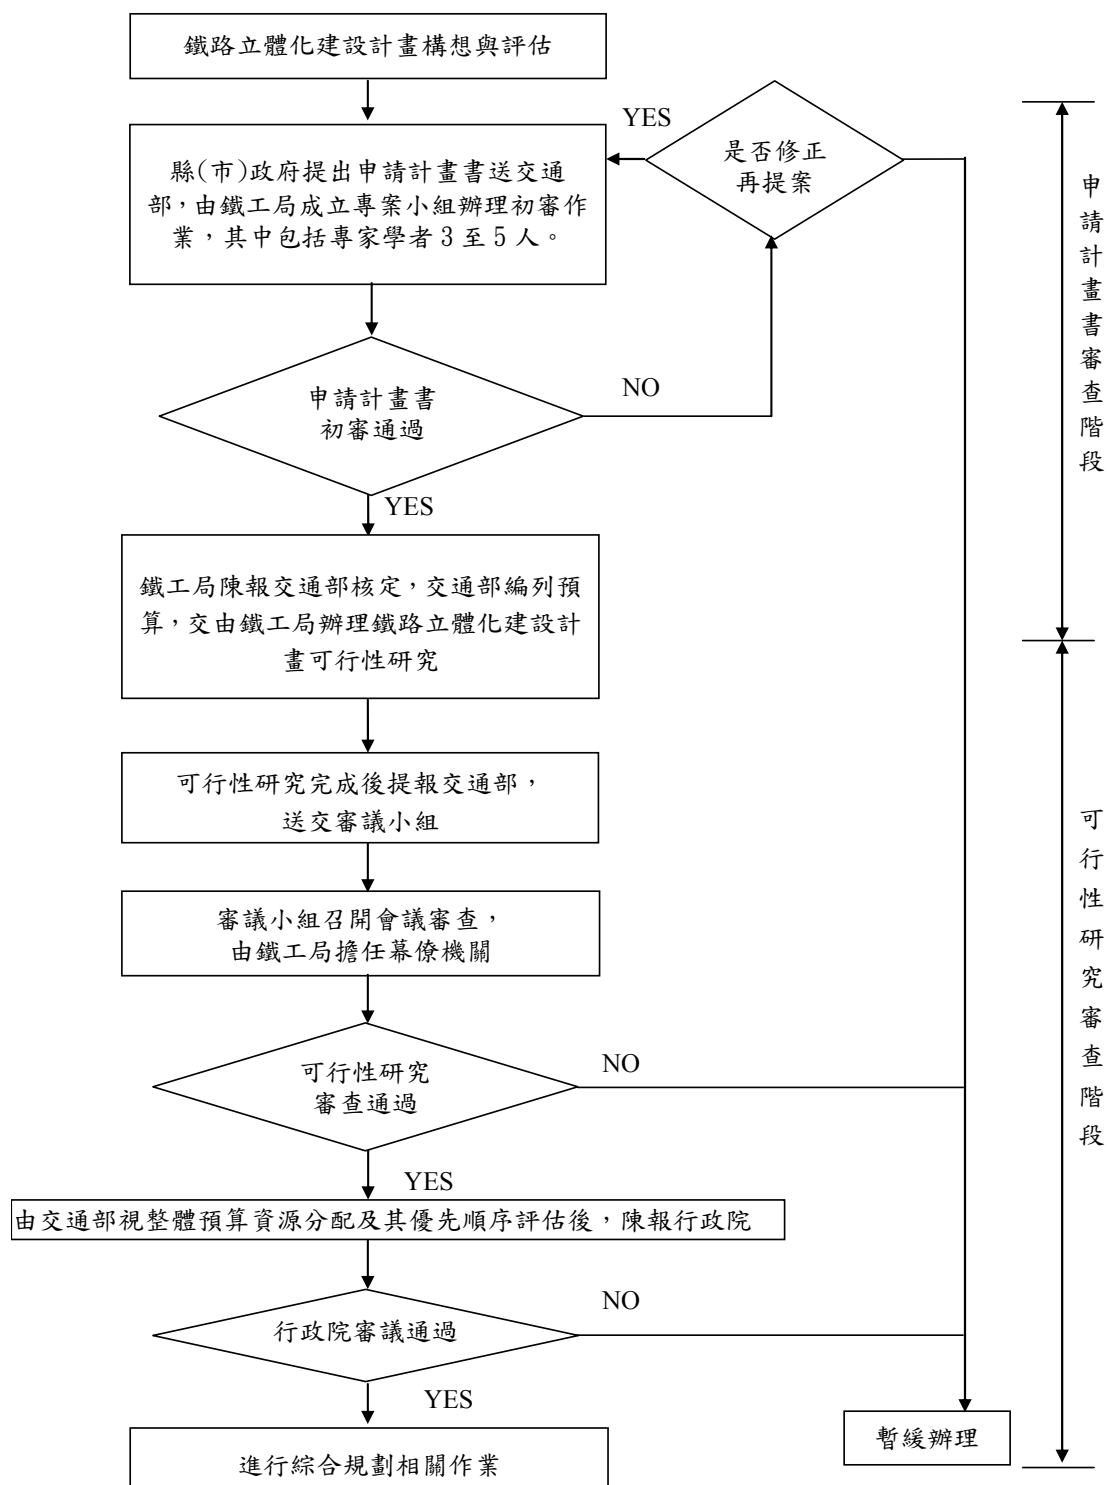 鐵路立體化建設計畫構想與評估
YES
是否修正
再提案
縣(市)政府提出申請計畫書送交通
部，由鐵工局成立專案小組辦理初審作
業，其中包括專家學者 3 至 5 人。
申請計畫書審查階段
申請計畫書
初審通過
NO
YES
鐵工局陳報交通部核定，交通部編列預
算，交由鐵工局辦理鐵路立體化建設計
畫可行性研究
可行性研究完成後提報交通部，
送交審議小組
可行性研究審查階段
審議小組召開會議審查，
由鐵工局擔任幕僚機關
可行性研究
審查通過
NO
YES
由交通部視整體預算資源分配及其優先順序評估後，陳報行政院
行政院審議通過
NO
YES
暫緩辦理
進行綜合規劃相關作業